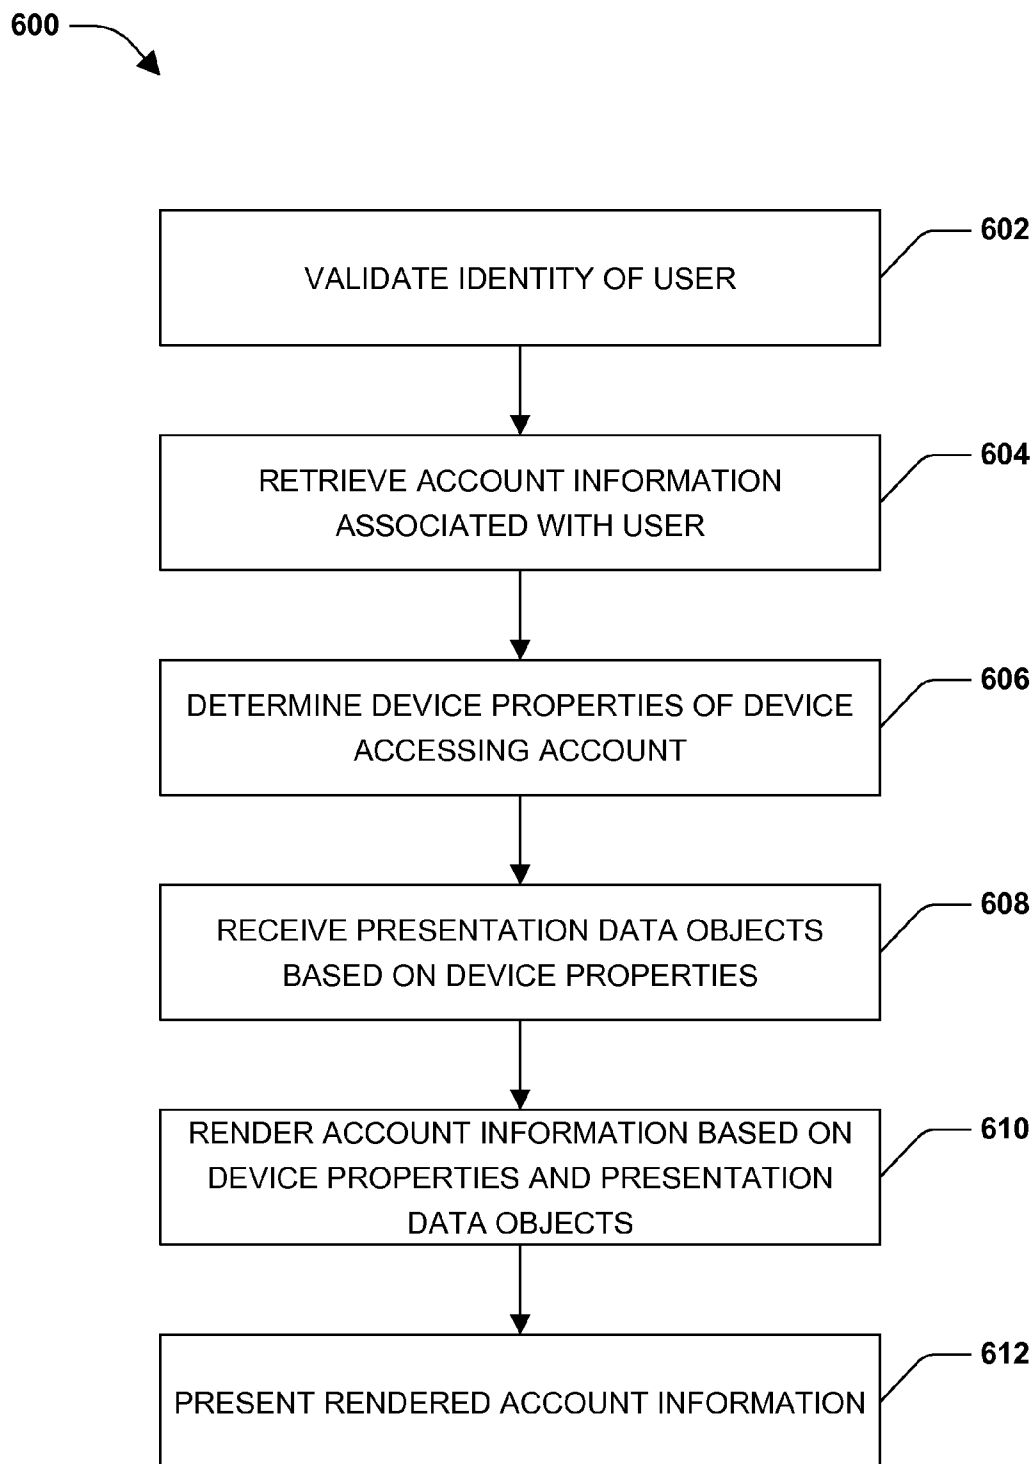 600
602
VALIDATE IDENTITY OF USER
604
RETRIEVE ACCOUNT INFORMATION
ASSOCIATED WITH USER
606
DETERMINE DEVICE PROPERTIES OF DEVICE
ACCESSING ACCOUNT
608
RECEIVE PRESENTATION DATA OBJECTS
BASED ON DEVICE PROPERTIES
610
RENDER ACCOUNT INFORMATION BASED ON
DEVICE PROPERTIES AND PRESENTATION
DATA OBJECTS
612
PRESENT RENDERED ACCOUNT INFORMATION